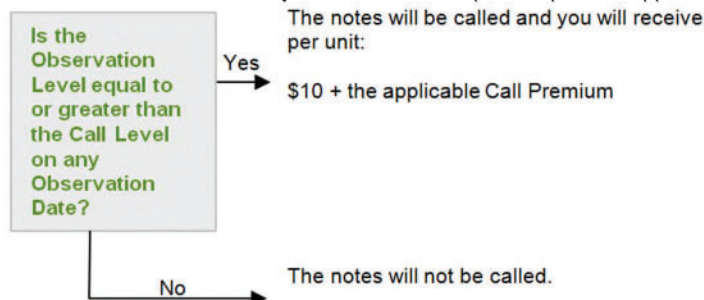 Is the
Observation
Level equal to
or greater than
the Call Level
on any
Observation
Date?
Yes
The notes will be called and you will receive
per unit:
$10 + the applicable Call Premium
No
The notes will not be called.